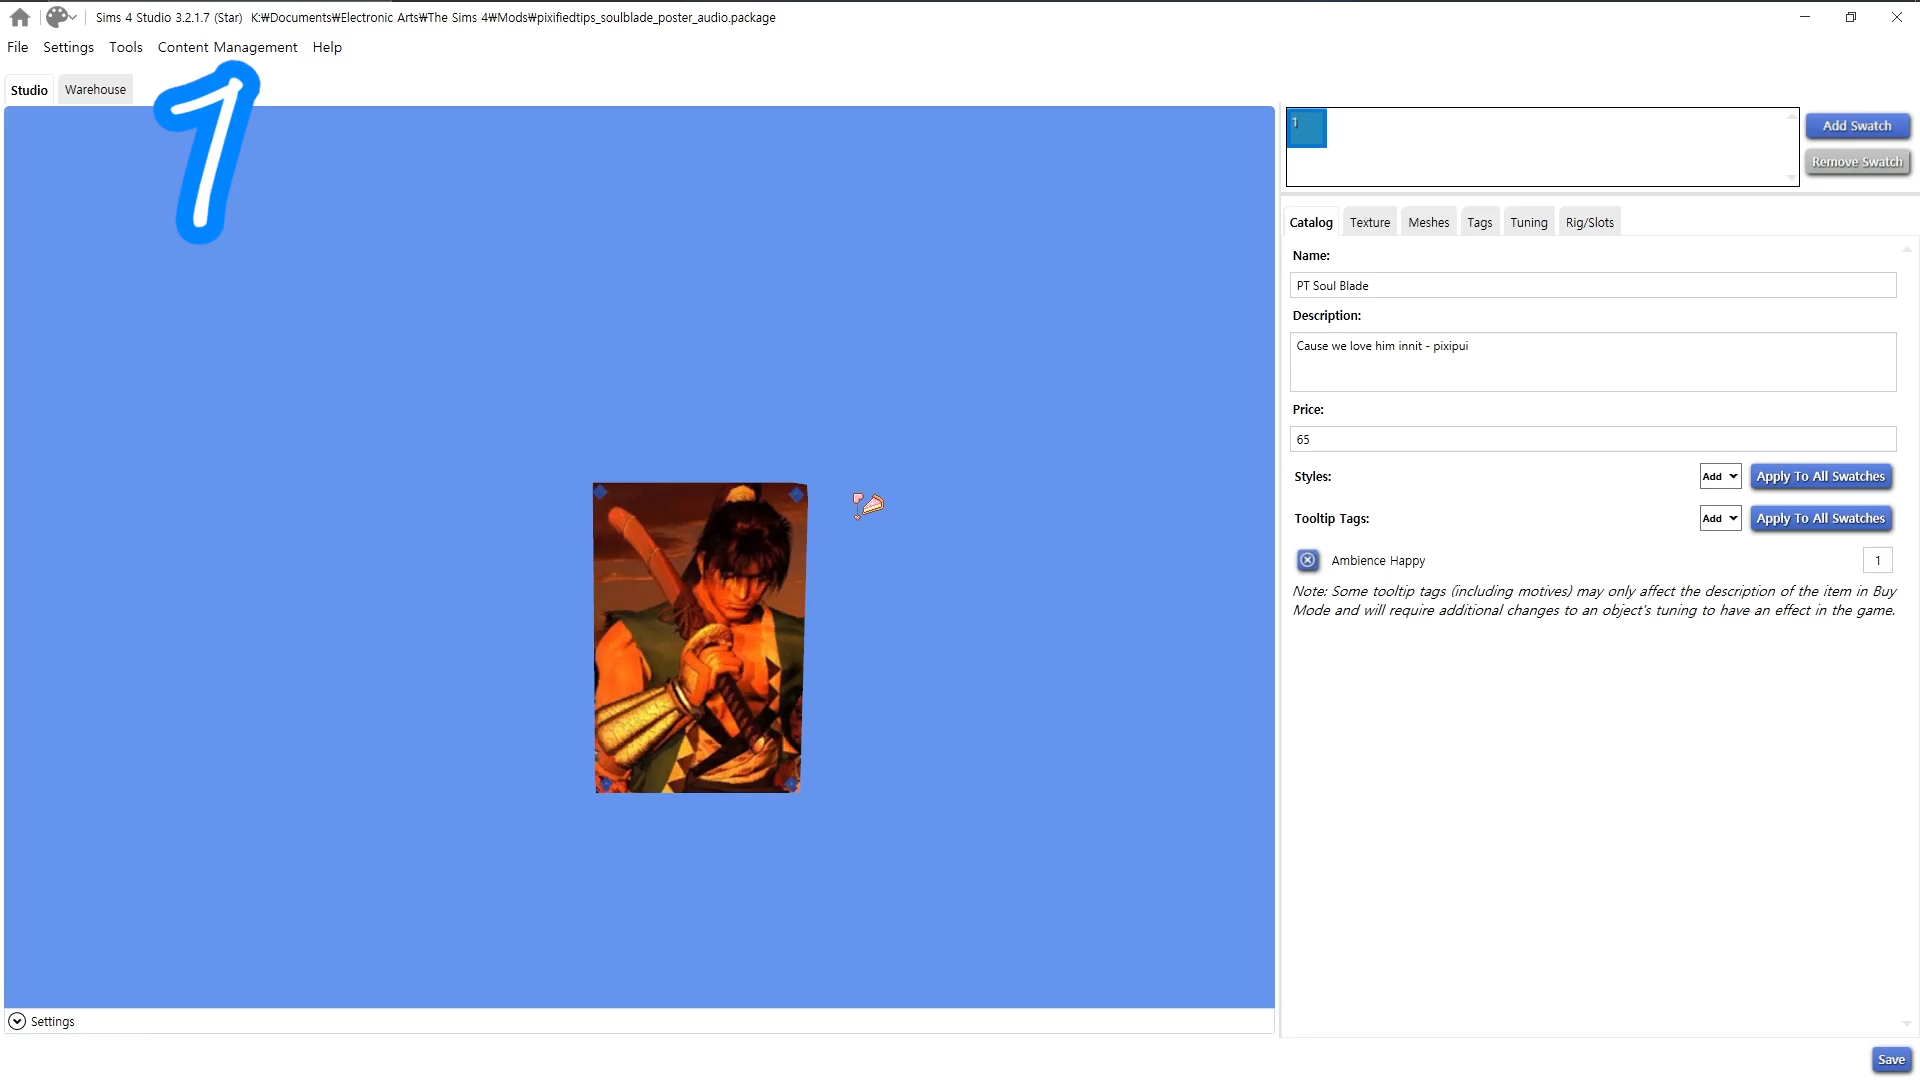 Sims 4 Studio 3.2.1.7 (Star) K:₩Documents₩Electronic Arts₩The Sims 4₩Mods₩pixifiedtips_soulblade_poster_audio.package
File Settings Tools Content Management Help
1
Studio Warehouse
1
Add Swatch
Remove Swatch
Catalog Texture Meshes Tags Tuning Rig/Slots
Name:
PT Soul Blade
Description:
Cause we love him innit - pixipui
Price:
65
Styles: Add Apply To All Swatches
Tooltip Tags: Add Apply To All Swatches
Ambience Happy 1
Note: Some tooltip tags (including motives) may only affect the description of the item in Buy
Mode and will require additional changes to an object's tuning to have an effect in the game.
Settings
Save